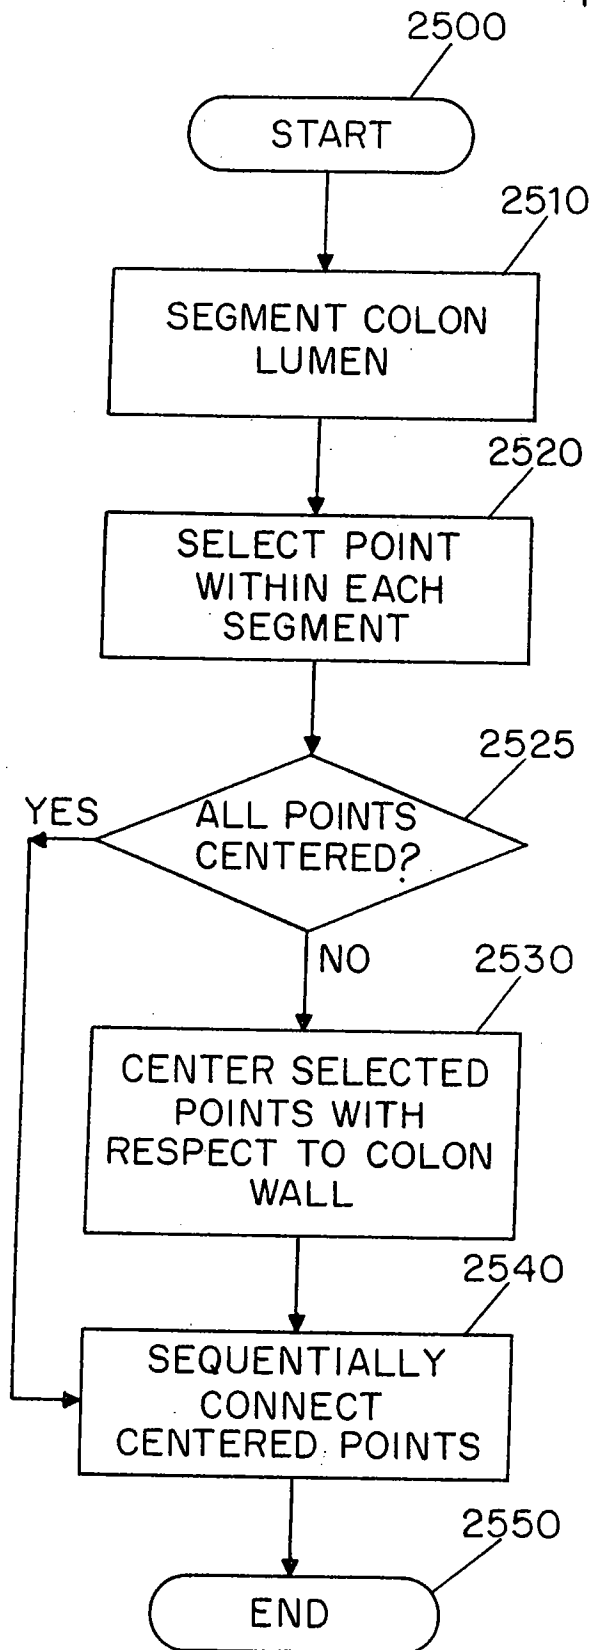 2500
START
2510
SEGMENT COLON
LUMEN
2520
SELECT POINT
WITHIN EACH
SEGMENT
2525
YES
ALL POINTS
CENTERED?
NO
2530
CENTER SELECTED
POINTS WITH
RESPECT TO COLON
WALL
2540
SEQUENTIALLY
CONNECT
CENTERED POINTS
2550
END